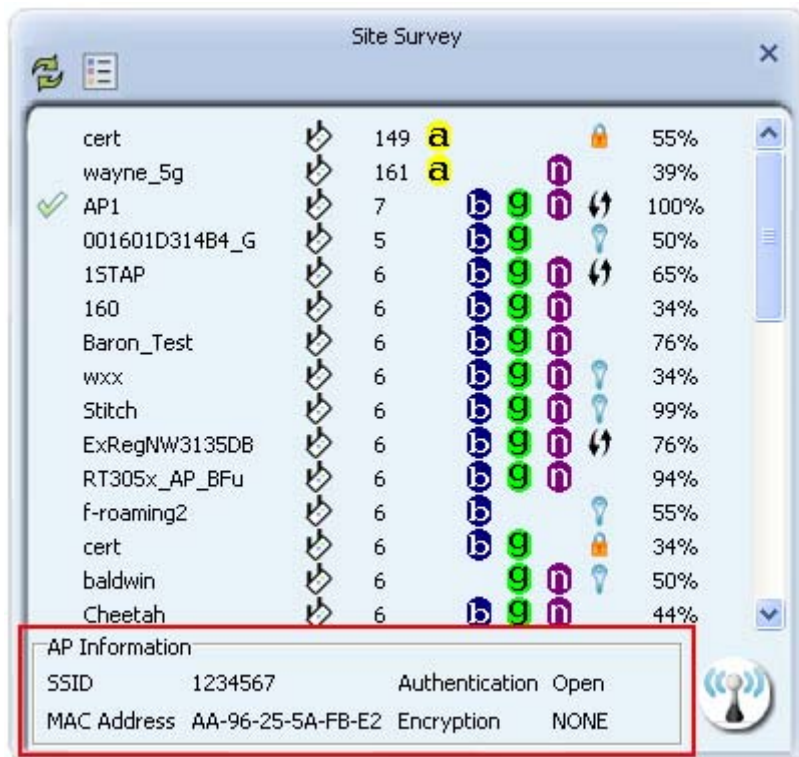 Site Survey
cert 149 a 55%
wayne_5g 161 a n 39%
AP1 7 b g n 100%
001601D314B4_G 5 b g 50%
1STAP 6 b g n 65%
160 6 b g n 34%
Baron_Test 6 b g n 76%
wxx 6 b g n 34%
Stitch 6 b g n 99%
ExRegNW3135DB 6 b g n 76%
RT305x_AP_BFu 6 b g n 94%
f-roaming2 6 b 55%
cert 6 b g 34%
baldwin 6 g n 50%
Cheetah 6 b g n 44%
AP Information
SSID 1234567 Authentication Open
MAC Address AA-96-25-5A-FB-E2 Encryption NONE